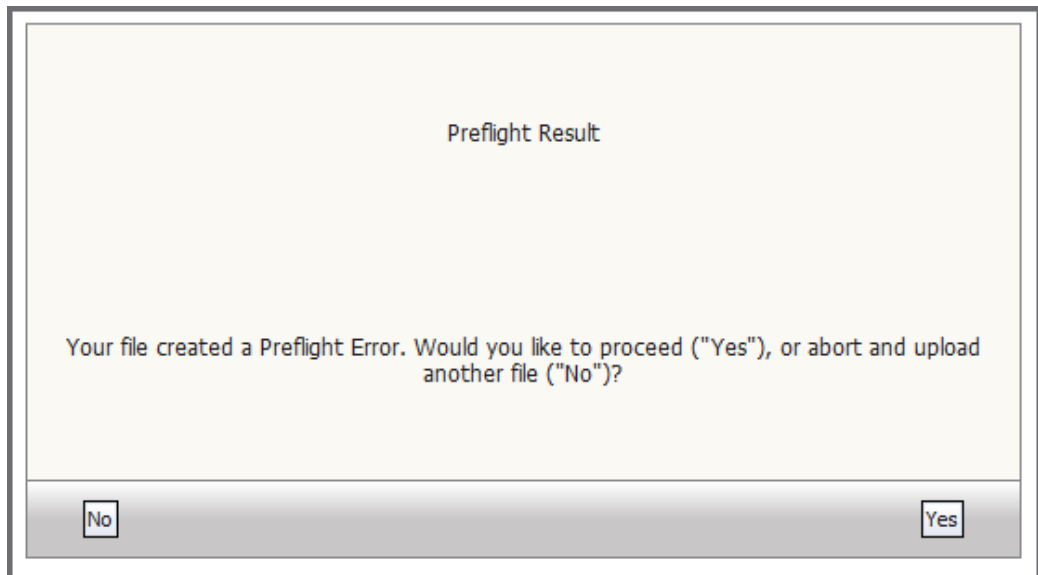 Preflight Result
Your file created a Preflight Error. Would you like to proceed ("Yes"), or abort and upload
another file ("No")?
No
Yes